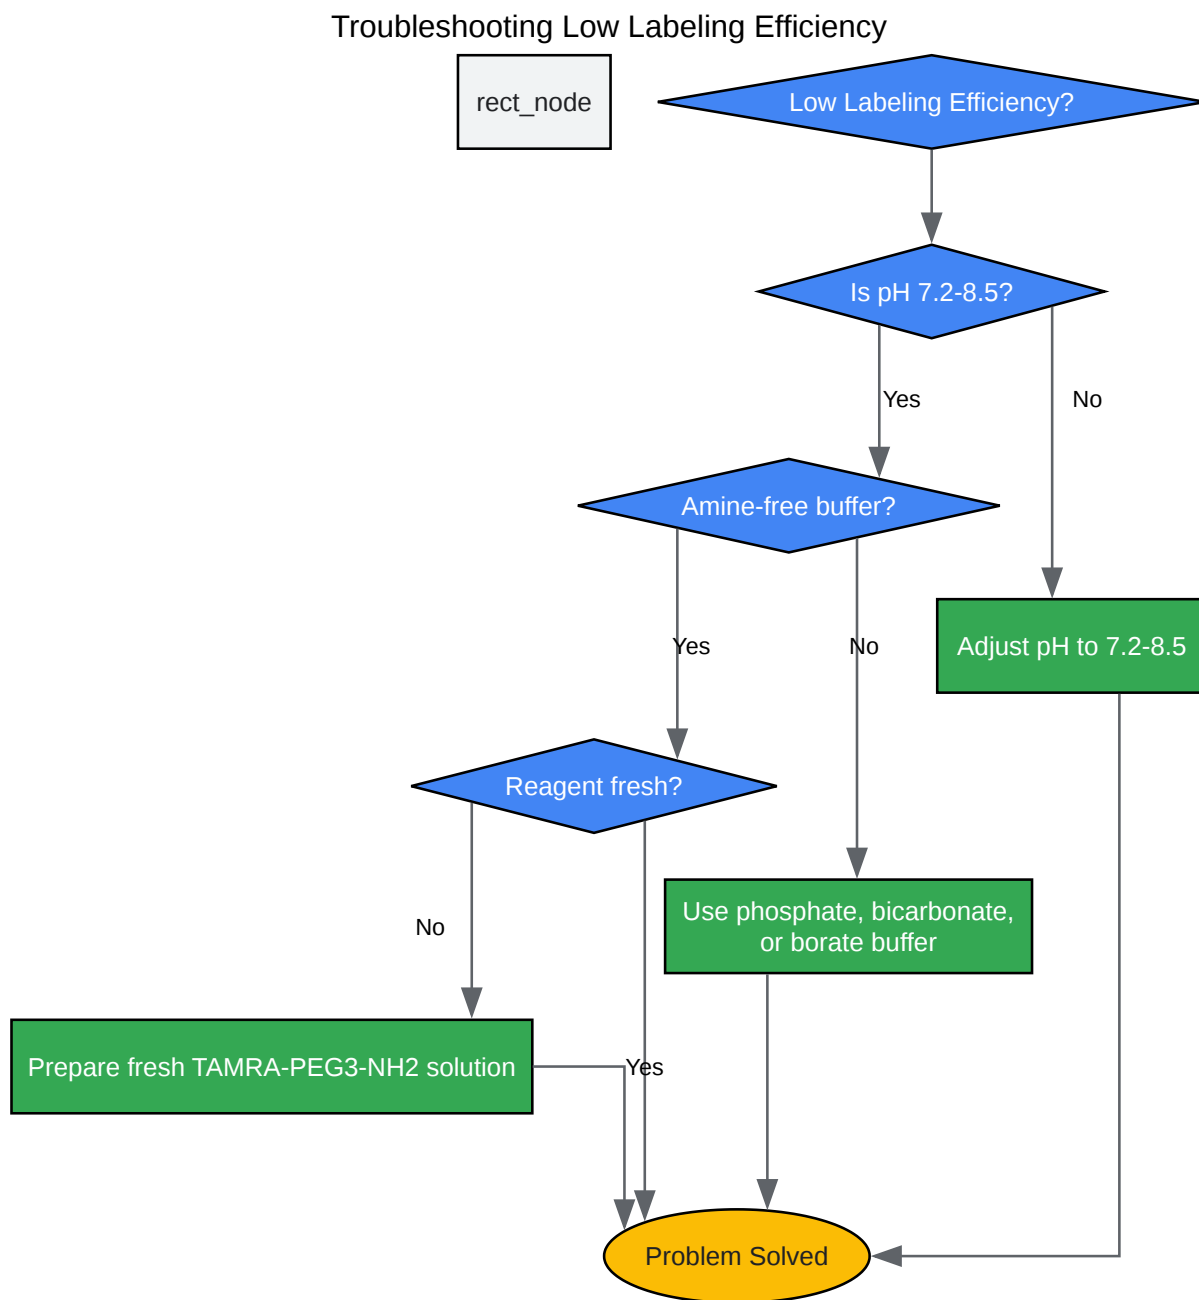 Troubleshooting Low Labeling Efficiency
rect_node
Low Labeling Efficiency?
Is pH 7.2-8.5?
Yes
No
Amine-free buffer?
Yes
No
Adjust pH to 7.2-8.5
Reagent fresh?
Use phosphate, bicarbonate,
or borate buffer
No
Prepare fresh TAMRA-PEG3-NH2 solution
Yes
Problem Solved